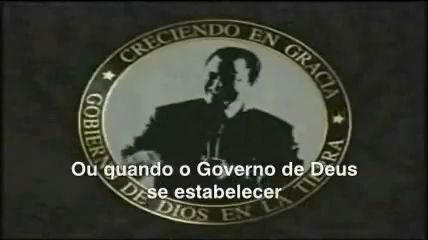 CRECIENDO EN GRACIA
GOBIERNO DE DIOS EN LA TIERRA
Ou quando o Governo de Deus
se estabelecer